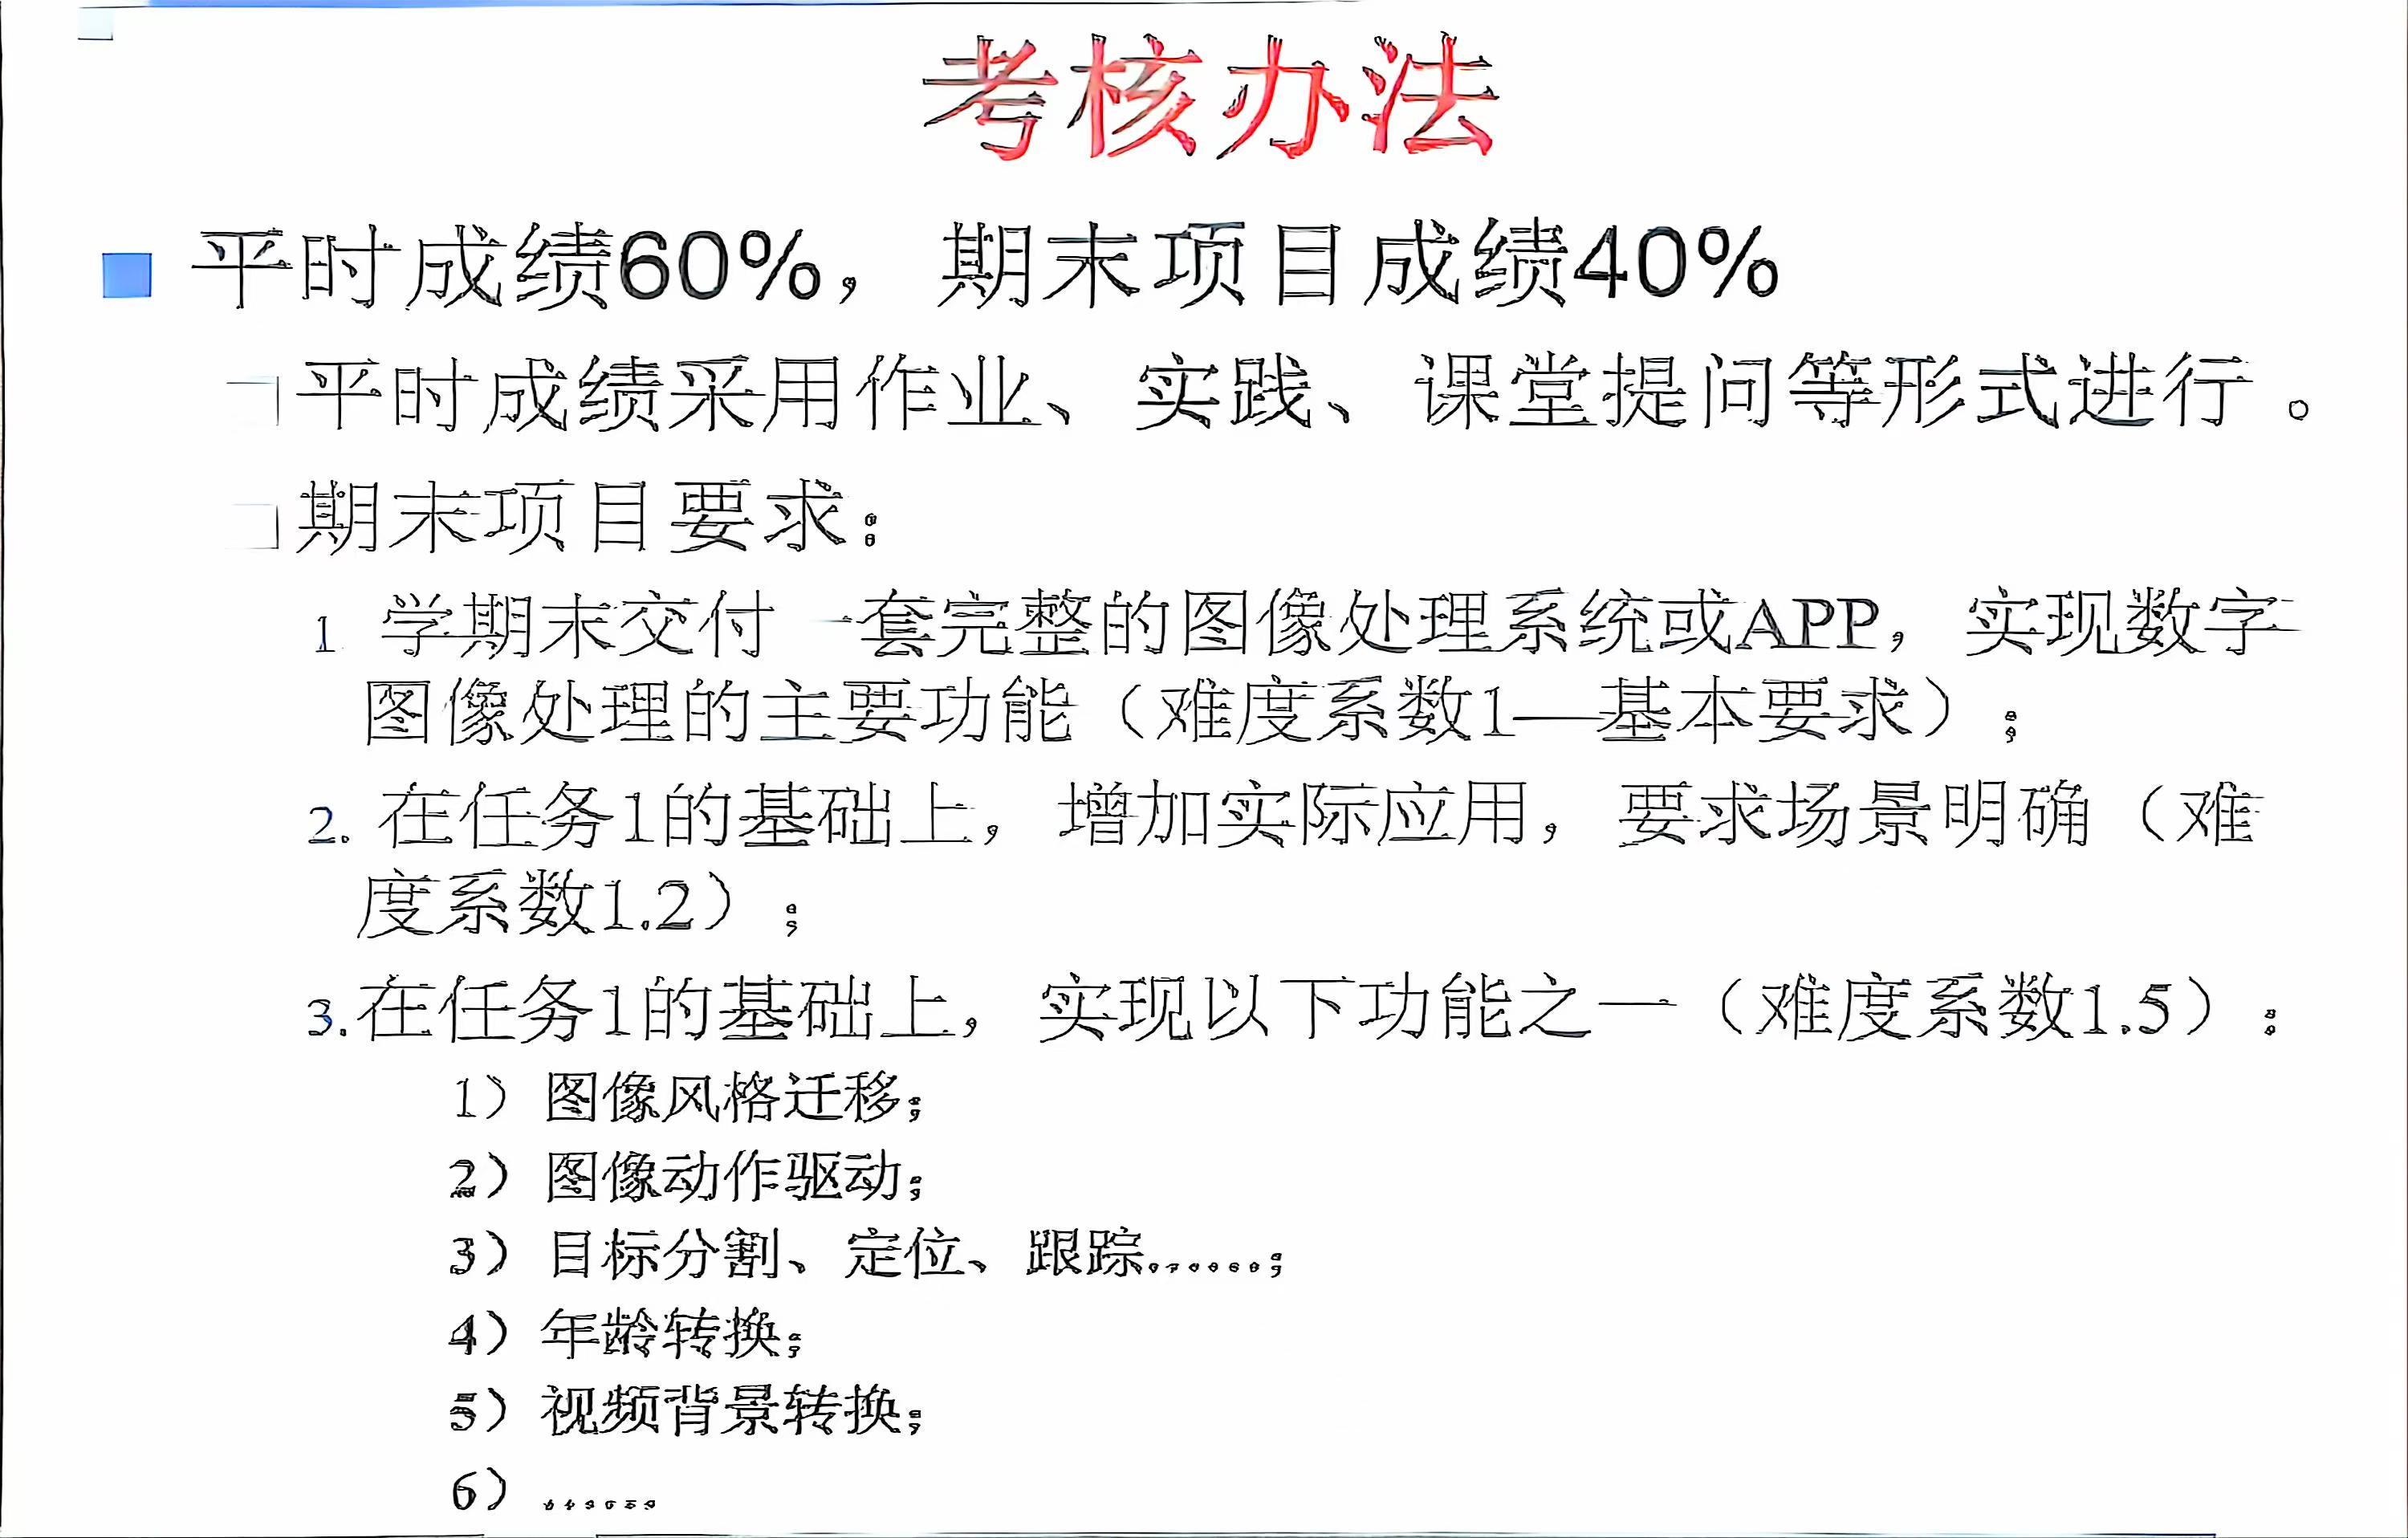 考核办法
平时成绩60%，期末项目成绩40%
平时成绩采用作业、实践、课堂提问等形式进行。
期末项目要求：
1. 学期末交付一套完整的图像处理系统或APP，实现数字
图像处理的主要功能（难度系数1—基本要求）；
2. 在任务1的基础上，增加实际应用，要求场景明确（难
度系数1.2）；
3.在任务1的基础上，实现以下功能之一（难度系数1.5）：
1）图像风格迁移；
2）图像动作驱动；
3）目标分割、定位、跟踪.......；
4）年龄转换；
5）视频背景转换；
6）......